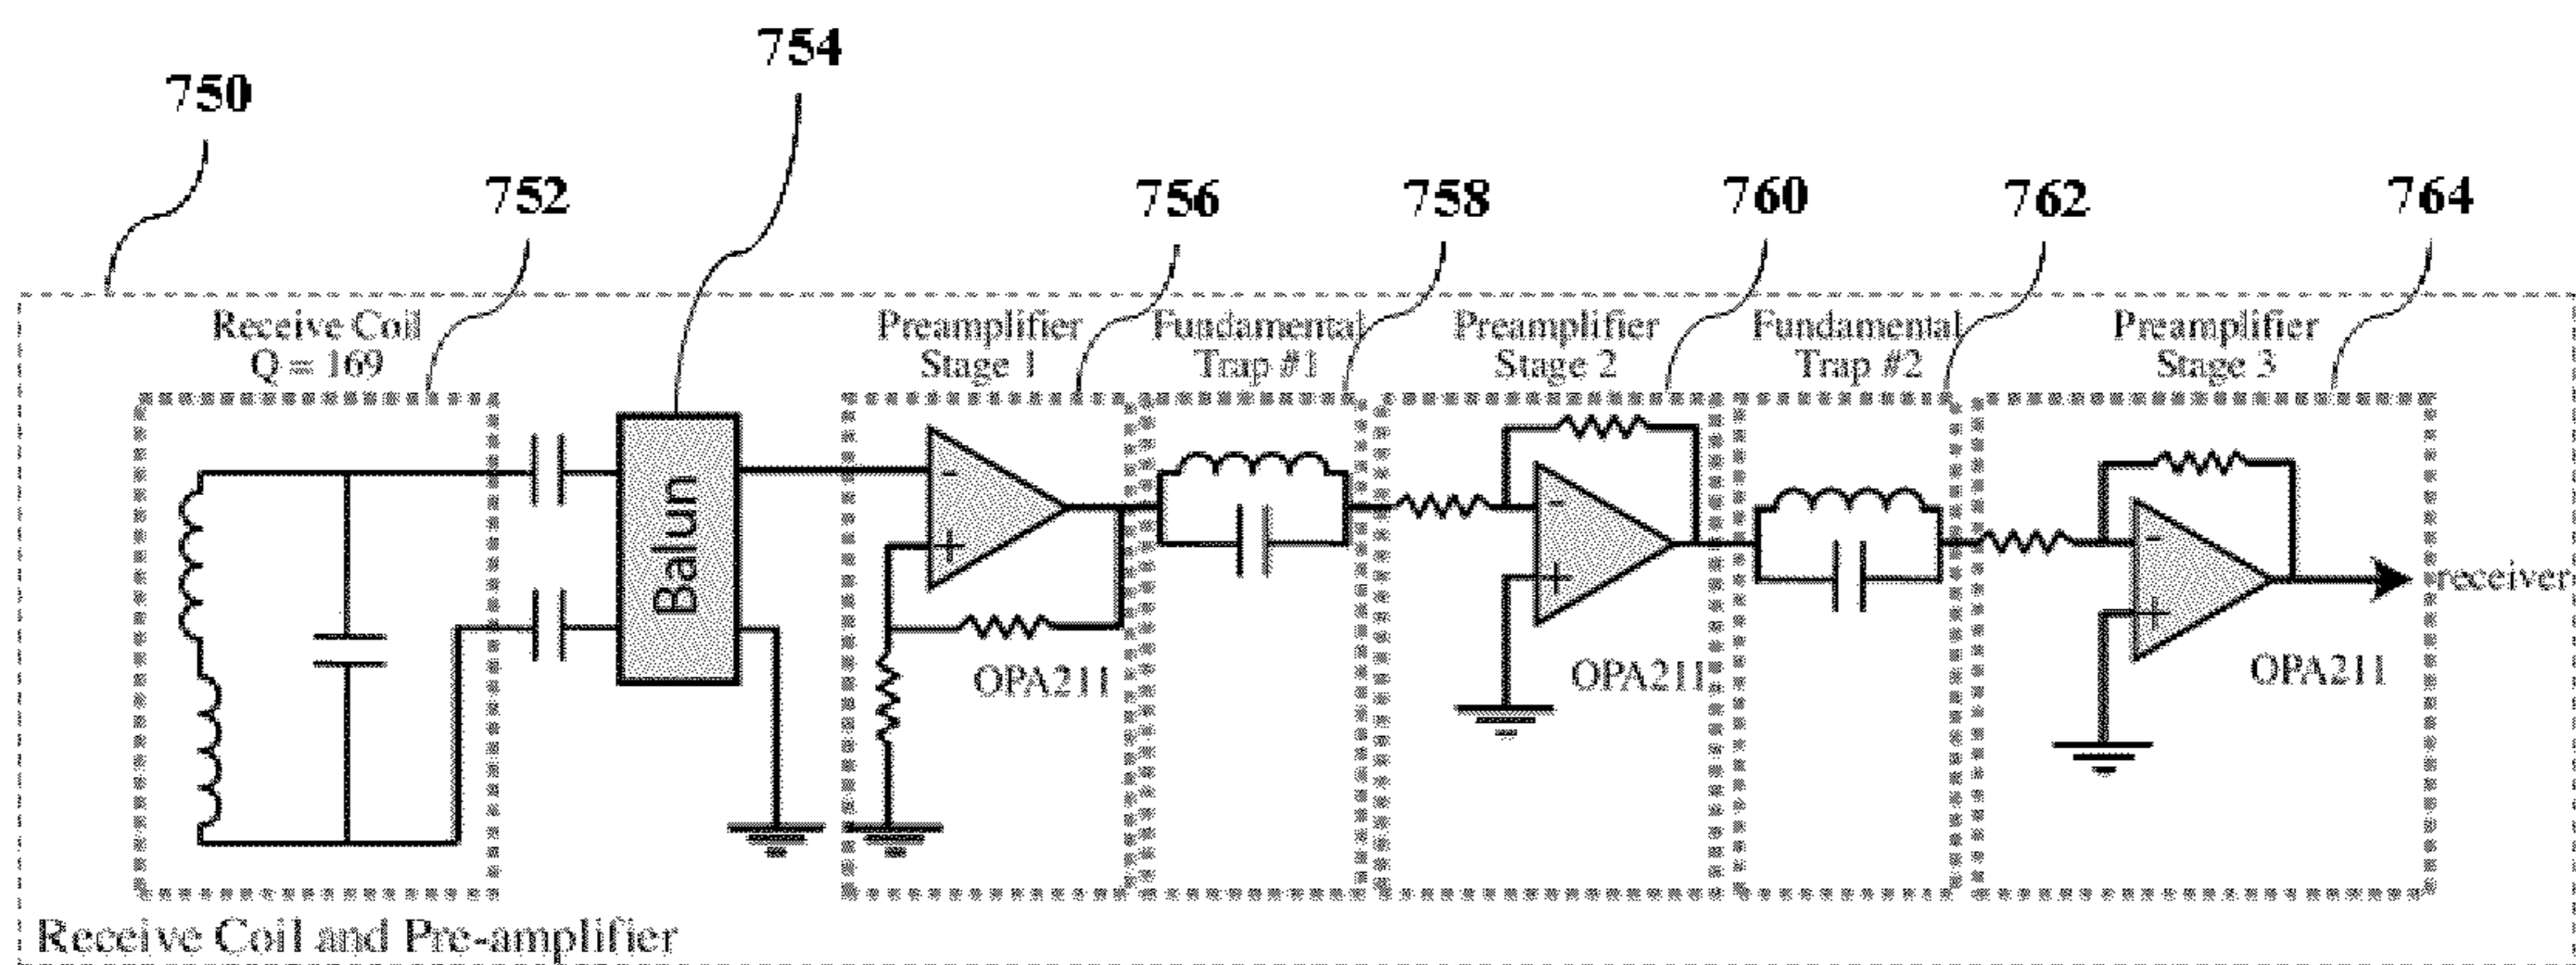 754
750
752
756
758
760
762
764
Receive Coil
Q = 169
Preamplifier
Stage 1
Fundamental
Trap #1
Preamplifier
Stage 2
Fundamental
Trap #2
Preamplifier
Stage 3
Balun
-
+
OPA211
-
+
OPA211
-
+
OPA211
receiver
Receive Coil and Pre-amplifier